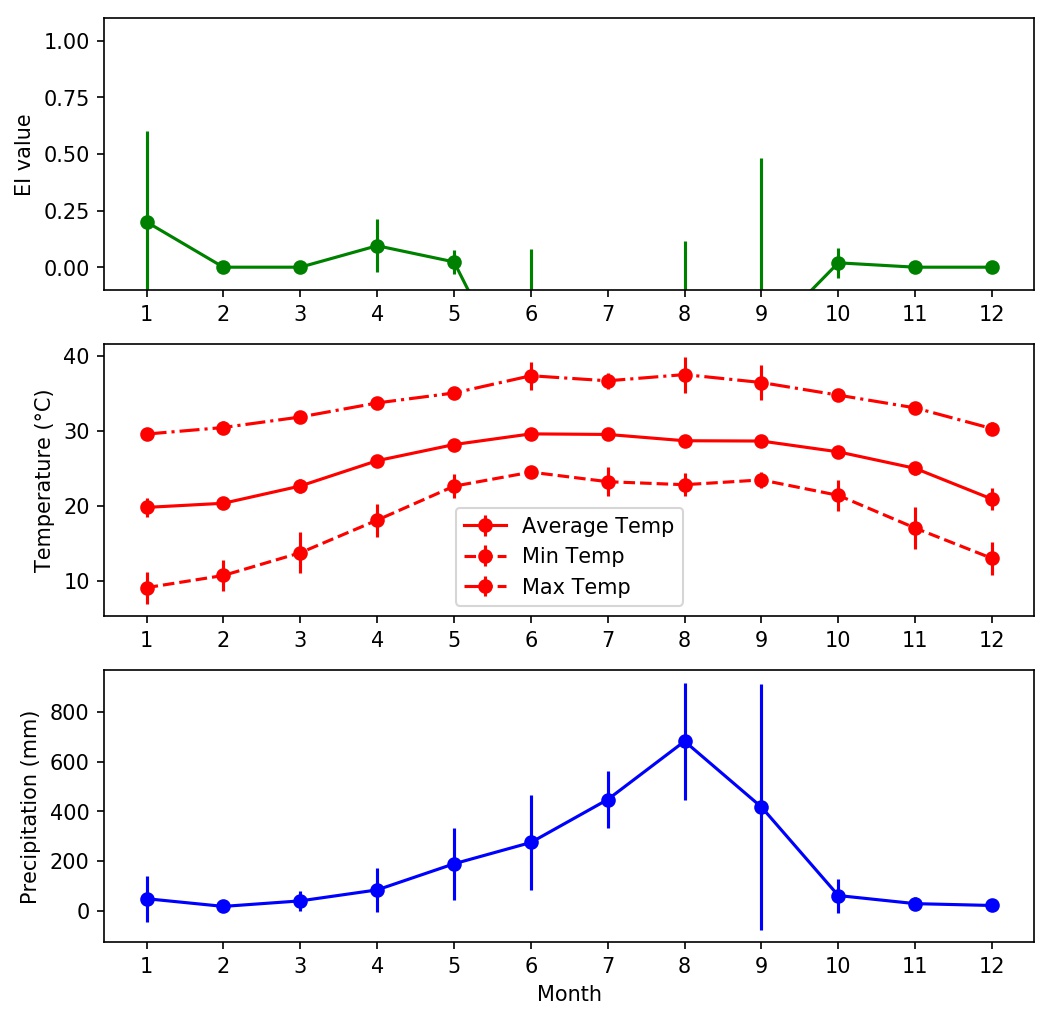 1.00
0.75
0.50
0.25
0.00
EI value
1 2 3 4 5 6 7 8 9 10 11 12
40
30
20
10
Temperature (°C)
Average Temp
Min Temp
Max Temp
1 2 3 4 5 6 7 8 9 10 11 12
800
600
400
200
0
Precipitation (mm)
1 2 3 4 5 6 7 8 9 10 11 12
Month